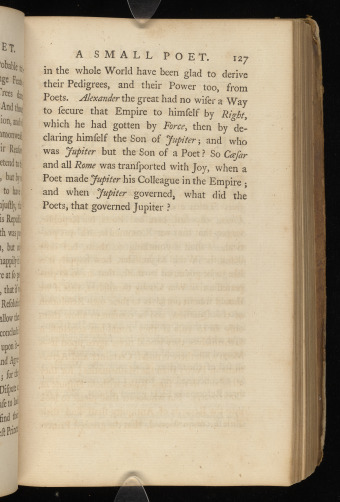 A SMALL POET. 127
in the whole World have been glad to derive
their Pedigrees, and their Power too, from
Poets. Alexander the great had no wiſer a Way
to ſecure that Empire to himſelf by Right,
which he had gotten by Force, then by de-
claring himſelf the Son of Jupiter; and who
was Jupiter but the Son of a Poet? So Cæſar
and all Rome was tranſported with Joy, when a
Poet made Jupiter his Colleague in the Empire;
and when Jupiter governed, what did the
Poets, that governed Jupiter?